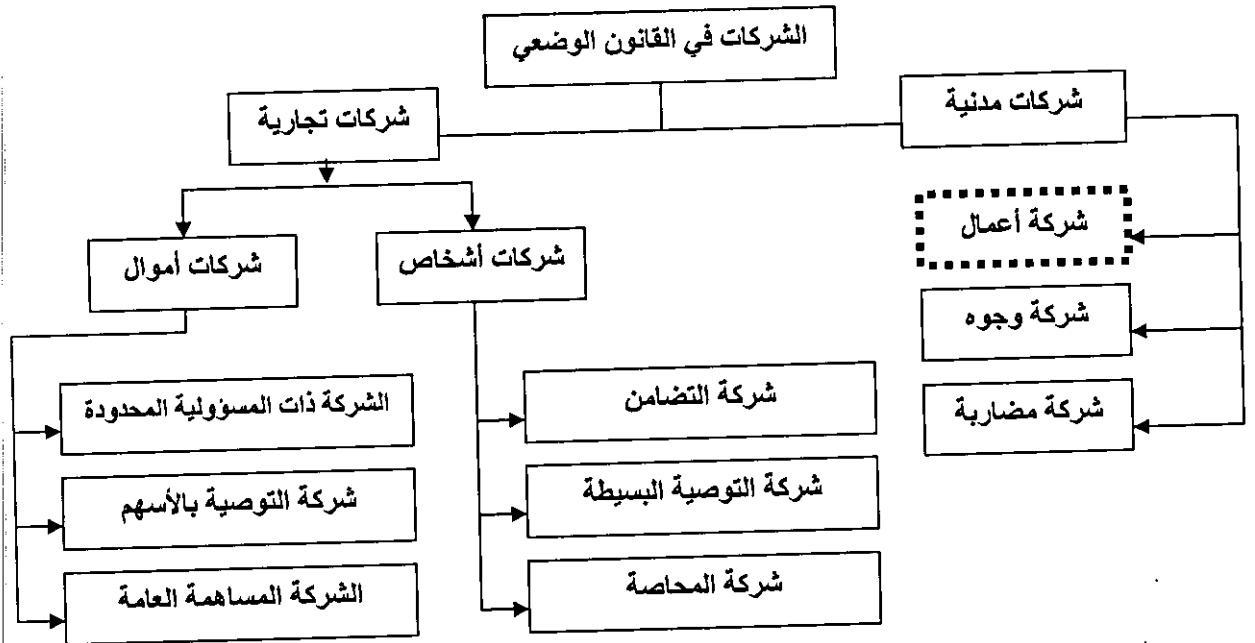 الشركات في القانون الوضعي
شركات مدنية
شركات تجارية
شركة أعمال
شركات أشخاص
شركات أموال
شركة وجوه
شركة مضاربة
شركة التضامن
الشركة ذات المسؤولية المحدودة
شركة التوصية البسيطة
شركة التوصية بالأسهم
شركة المحاصة
الشركة المساهمة العامة